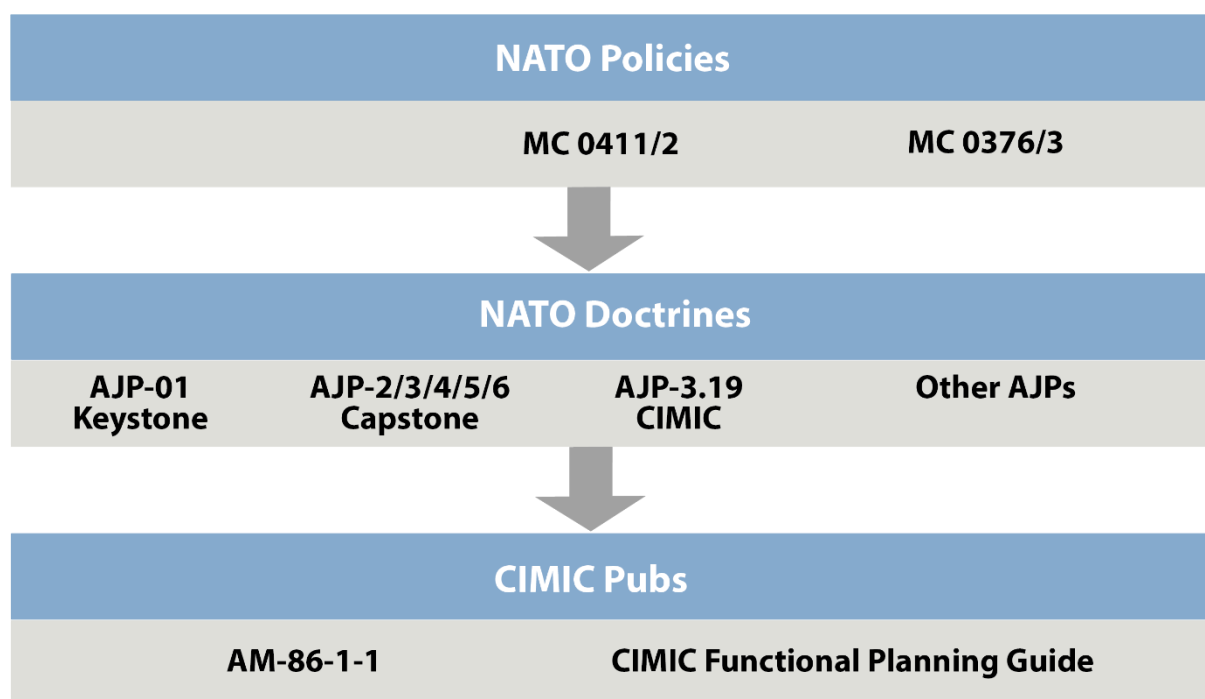 NATO Policies
MC 0411/2 MC 0376/3
NATO Doctrines
AJP-01 AJP-2/3/4/5/6 AJP-3.19 Other AJPs
Keystone Capstone CIMIC
CIMIC Pubs
AM-86-1-1 CIMIC Functional Planning Guide